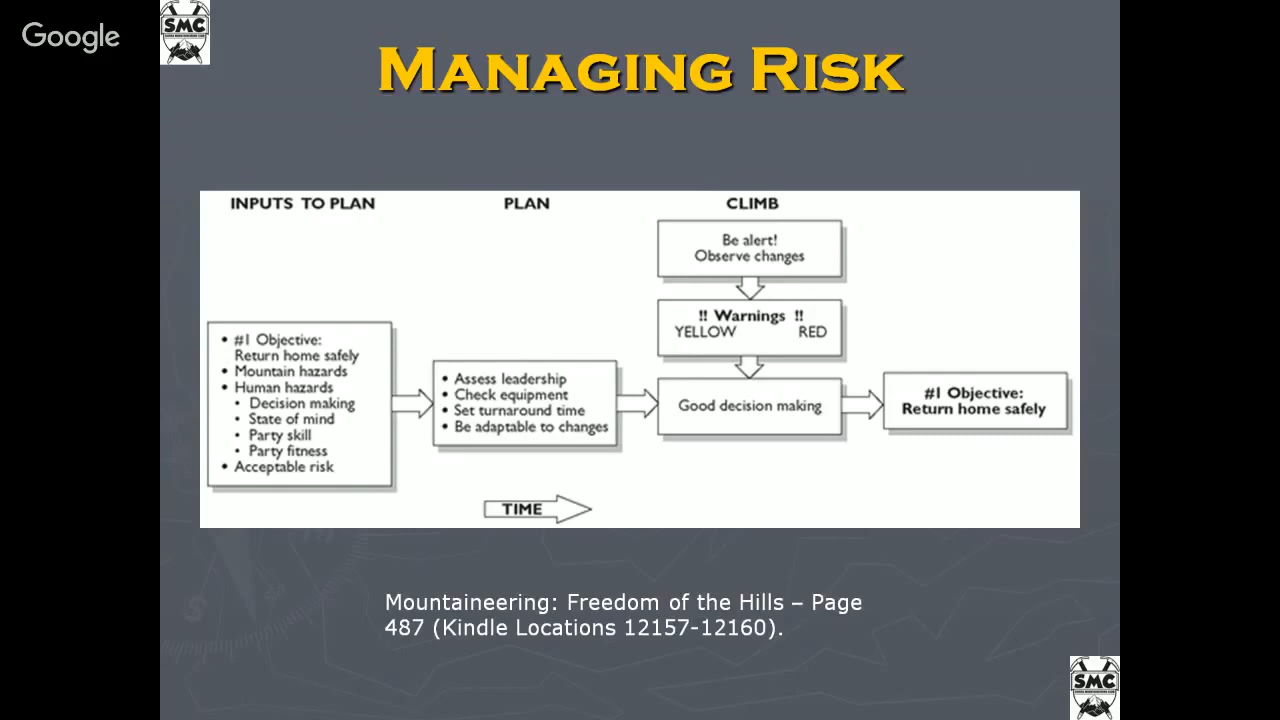 Google
SMC
MANAGING RISK
INPUTS TO PLAN
PLAN
CLIMB
Be alert!
Observe changes
!! Warnings !!
YELLOW RED
• #1 Objective:
Return home safely
• Mountain hazards
• Human hazards
• Decision making
• State of mind
• Party skill
• Party fitness
• Acceptable risk
• Assess leadership
• Check equipment
• Set turnaround time
• Be adaptable to changes
Good decision making
#1 Objective:
Return home safely
TIME
Mountaineering: Freedom of the Hills – Page
487 (Kindle Locations 12157-12160).
SMC